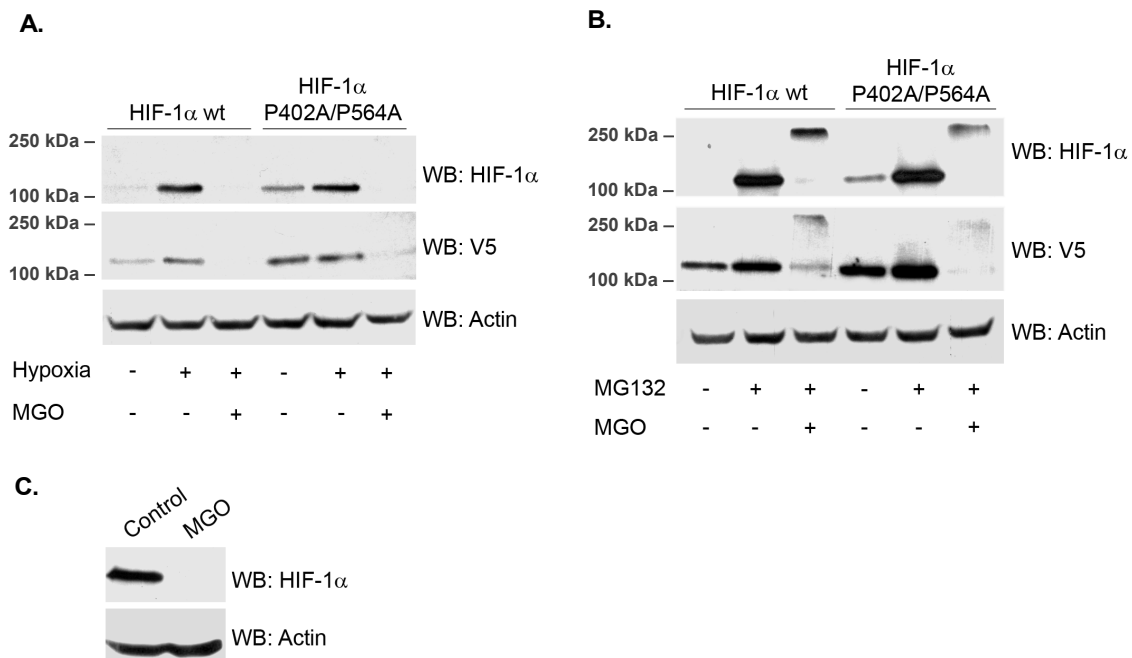 A.
HIF-1α wt
HIF-1α
P402A/P564A
250 kDa –
100 kDa –
WB: HIF-1α
250 kDa –
100 kDa –
WB: V5
WB: Actin
Hypoxia - + + - + +
MGO - - + - - +
B.
HIF-1α wt
HIF-1α
P402A/P564A
250 kDa –
100 kDa –
WB: HIF-1α
250 kDa –
100 kDa –
WB: V5
WB: Actin
MG132 - + + - + +
MGO - - + - - +
C.
Control
MGO
WB: HIF-1α
WB: Actin